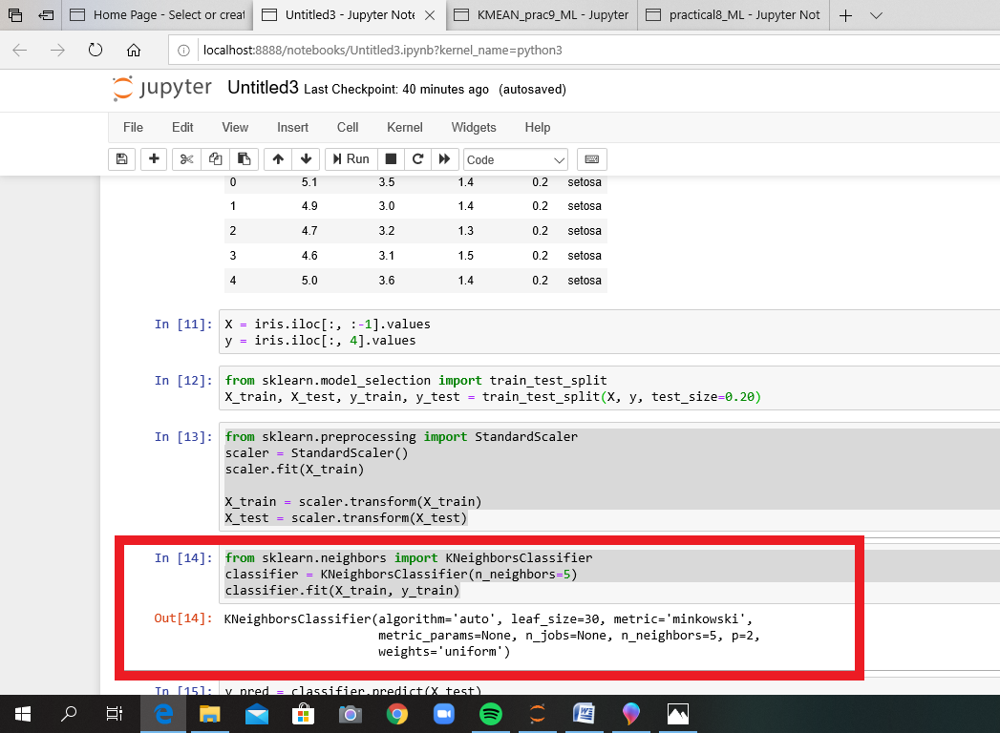 Home Page - Select or creat
Untitled3 - Jupyter Note
KMEAN_prac9_ML - Jupyter
practical8_ML - Jupyter Not
localhost:8888/notebooks/Untitled3.ipynb?kernel_name=python3
jupyter Untitled3 Last Checkpoint: 40 minutes ago (autosaved)
File Edit View Insert Cell Kernel Widgets Help
Run Code
0 5.1 3.5 1.4 0.2 setosa
1 4.9 3.0 1.4 0.2 setosa
2 4.7 3.2 1.3 0.2 setosa
3 4.6 3.1 1.5 0.2 setosa
4 5.0 3.6 1.4 0.2 setosa
In [11]: X = iris.iloc[:, :-1].values
y = iris.iloc[:, 4].values
In [12]: from sklearn.model_selection import train_test_split
X_train, X_test, y_train, y_test = train_test_split(X, y, test_size=0.20)
In [13]: from sklearn.preprocessing import StandardScaler
scaler = StandardScaler()
scaler.fit(X_train)
X_train = scaler.transform(X_train)
X_test = scaler.transform(X_test)
In [14]: from sklearn.neighbors import KNeighborsClassifier
classifier = KNeighborsClassifier(n_neighbors=5)
classifier.fit(X_train, y_train)
Out[14]: KNeighborsClassifier(algorithm='auto', leaf_size=30, metric='minkowski',
metric_params=None, n_jobs=None, n_neighbors=5, p=2,
weights='uniform')
In [15]: y_pred = classifier.predict(X_test)